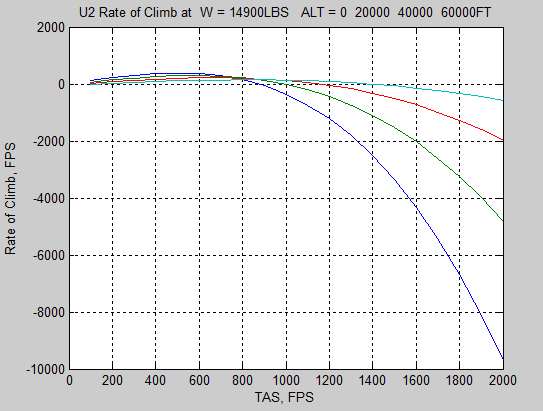 U2 Rate of Climb at  W = 14900LBS   ALT = 0  20000  40000  60000FT
2000
0
-2000
-4000
-6000
-8000
-10000
Rate of Climb, FPS
0 200 400 600 800 1000 1200 1400 1600 1800 2000
TAS, FPS